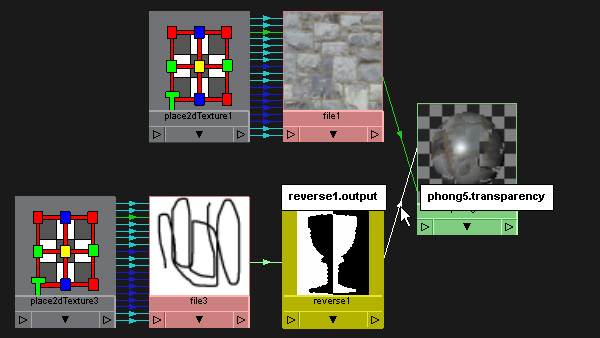 place2dTexture1
file1
reverse1.output
phong5.transparency
place2dTexture3
file3
reverse1